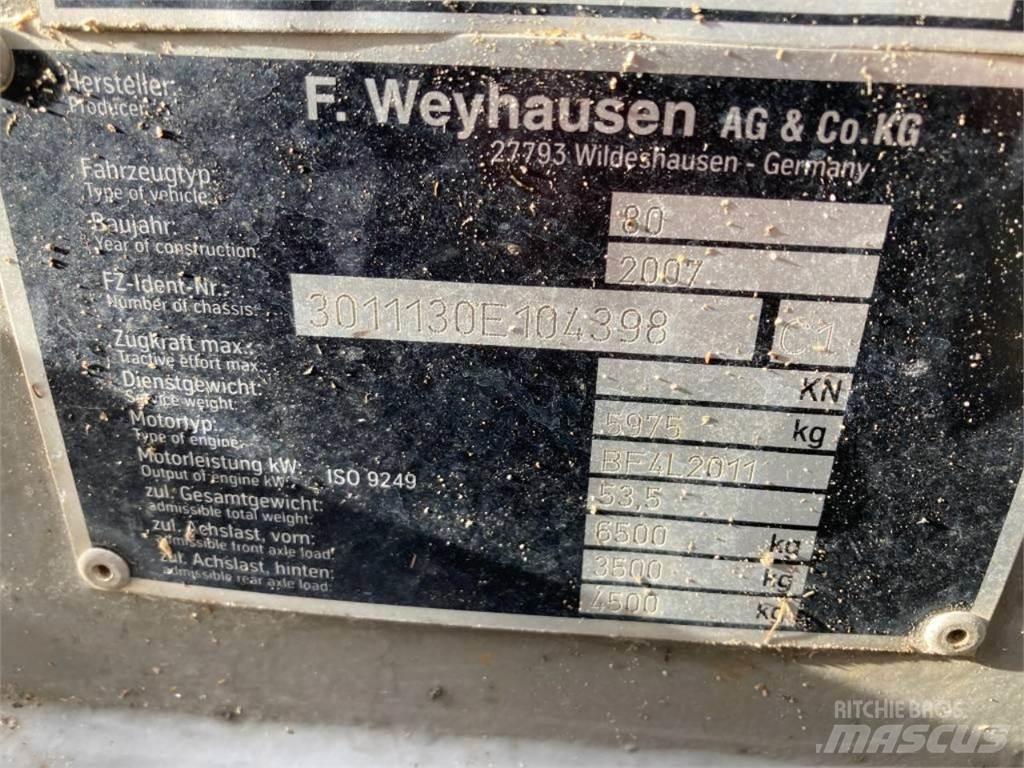 Hersteller:
Producer:
F. Weyhausen AG & Co.KG
27793 Wildeshausen - Germany
Fahrzeugtyp:
Type of vehicle:
80
Baujahr:
Year of construction:
2007
FZ-Ident-Nr.:
Number of chassis:
3011130E104398 C1
Zugkraft max.:
Tractive effort max.:
KN
Dienstgewicht:
Service weight:
5975 kg
Motortyp:
Type of engine:
BF4L2011
Motorleistung kW:
Output of engine kW:
ISO 9249
53,5
zul. Gesamtgewicht:
admissible total weight:
6500 kg
zul. Achslast, vorn:
admissible front axle load:
3500 kg
zul. Achslast, hinten:
admissible rear axle load:
4500 kg
RITCHIE BROS.
MASCUS